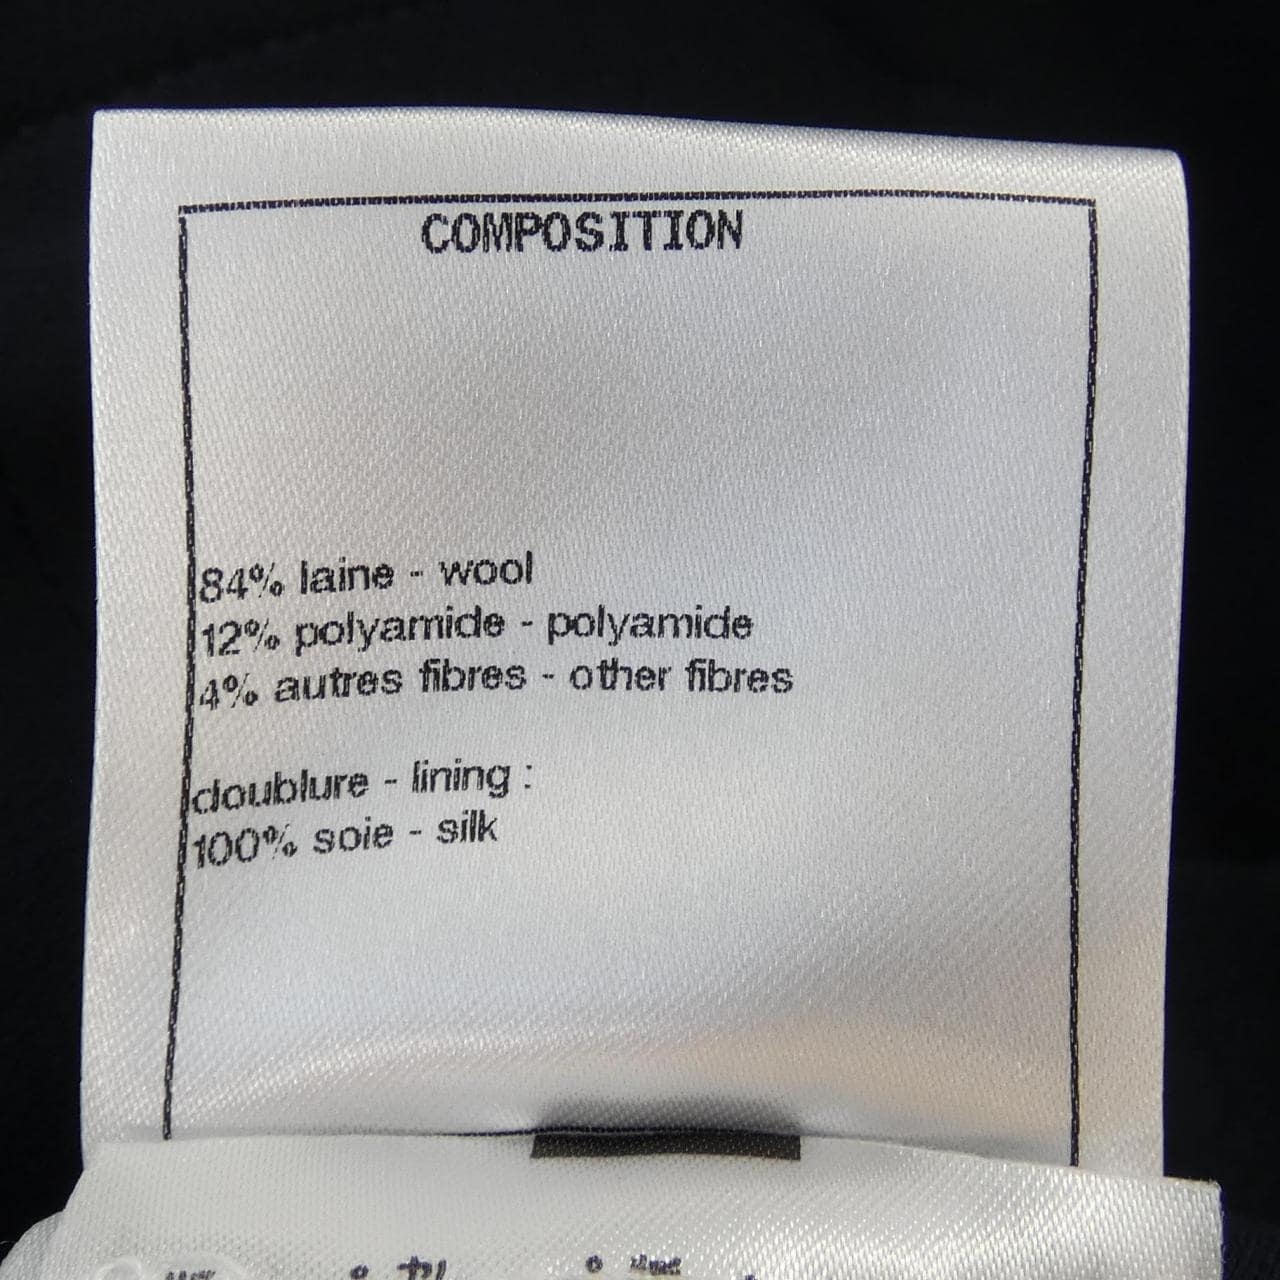 COMPOSITION
84% laine - wool
12% polyamide - polyamide
4% autres fibres - other fibres
doublure - lining :
100% soie - silk